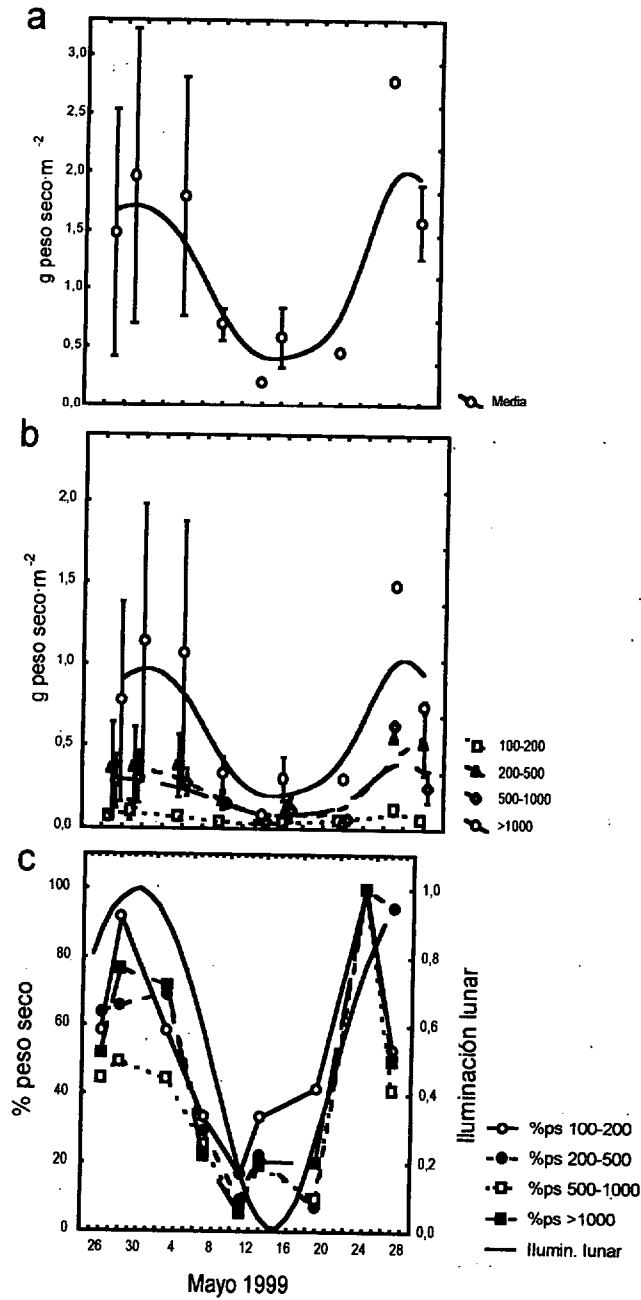 a
3,0
2,5
2,0
1,5
1,0
0,5
0,0
g peso seco·m⁻²
Media
b
2,0
1,5
1,0
0,5
0,0
g peso seco·m⁻²
100-200
200-500
500-1000
>1000
c
100
80
60
40
20
0
% peso seco
1,0
0,8
0,6
0,4
0,2
0,0
Iluminación lunar
26 30 4 8 12 16 20 24 28
Mayo 1999
%ps 100-200
%ps 200-500
%ps 500-1000
%ps >1000
Ilumin. lunar